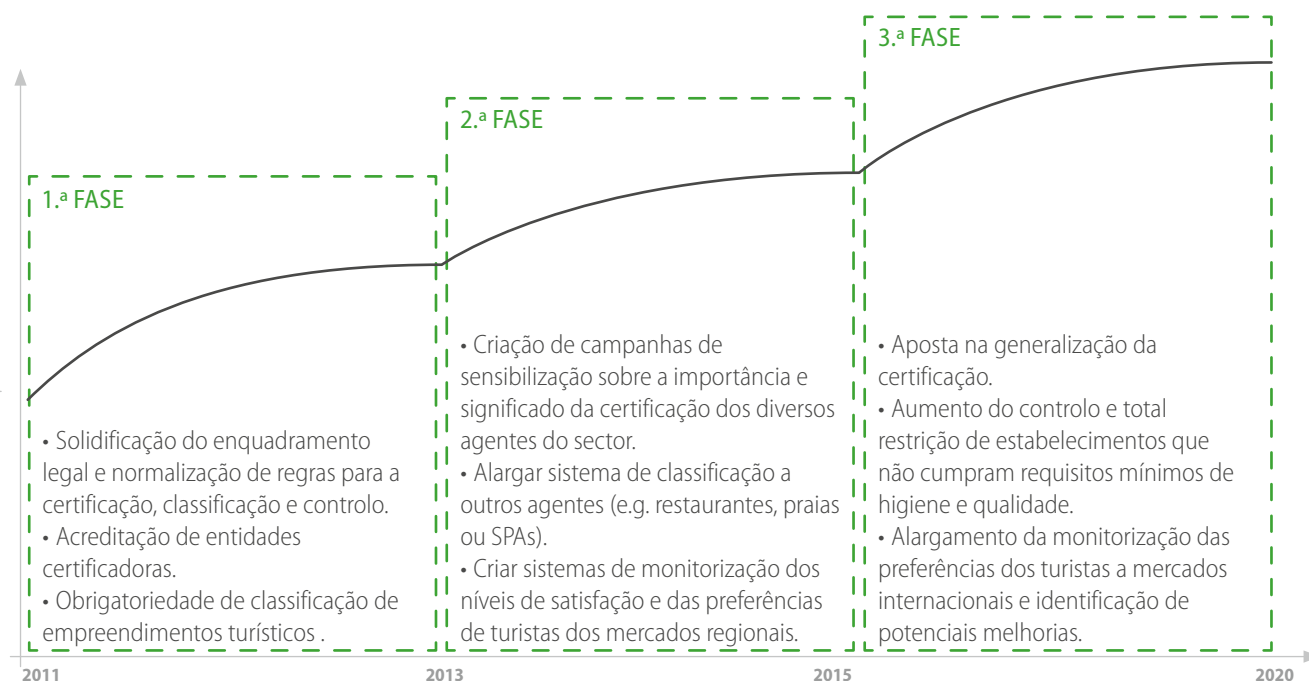 1.ª FASE
• Solidificação do enquadramento
legal e normalização de regras para a
certificação, classificação e controlo.
• Acreditação de entidades
certificadoras.
• Obrigatoriedade de classificação de
empreendimentos turísticos .
2.ª FASE
• Criação de campanhas de
sensibilização sobre a importância e
significado da certificação dos diversos
agentes do sector.
• Alargar sistema de classificação a
outros agentes (e.g. restaurantes, praias
ou SPAs).
• Criar sistemas de monitorização dos
níveis de satisfação e das preferências
de turistas dos mercados regionais.
3.ª FASE
• Aposta na generalização da
certificação.
• Aumento do controlo e total
restrição de estabelecimentos que
não cumpram requisitos mínimos de
higiene e qualidade.
• Alargamento da monitorização das
preferências dos turistas a mercados
internacionais e identificação de
potenciais melhorias.
2011
2013
2015
2020